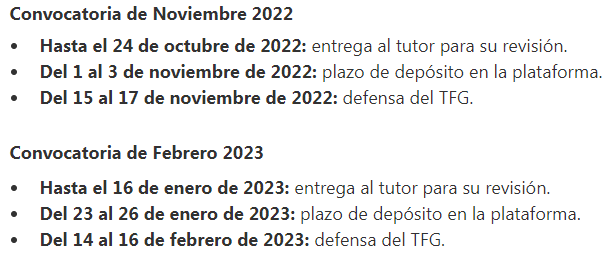 Convocatoria de Noviembre 2022
• Hasta el 24 de octubre de 2022: entrega al tutor para su revisión.
• Del 1 al 3 de noviembre de 2022: plazo de depósito en la plataforma.
• Del 15 al 17 de noviembre de 2022: defensa del TFG.
Convocatoria de Febrero 2023
• Hasta el 16 de enero de 2023: entrega al tutor para su revisión.
• Del 23 al 26 de enero de 2023: plazo de depósito en la plataforma.
• Del 14 al 16 de febrero de 2023: defensa del TFG.